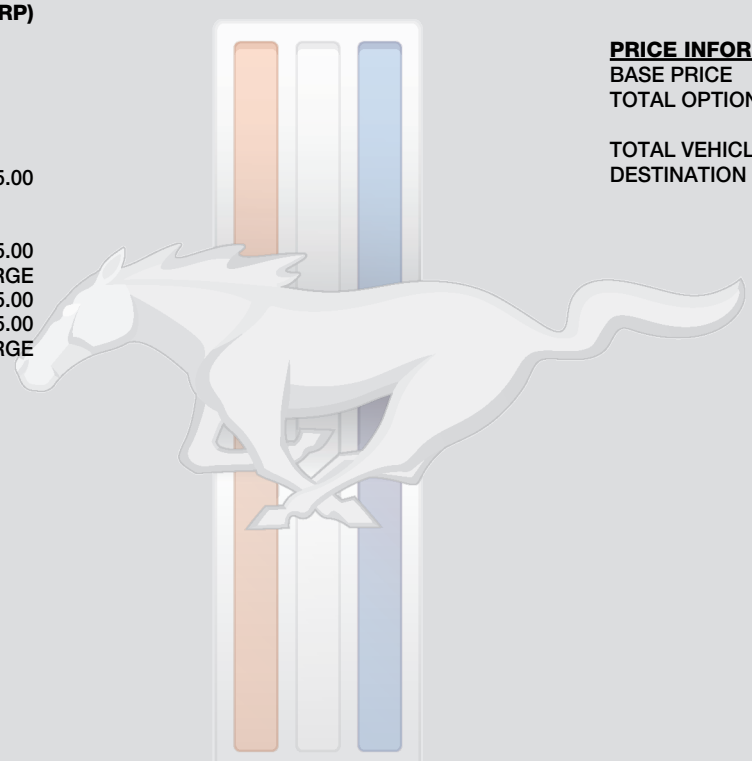 RP)
5.00
5.00
RGE
5.00
5.00
RGE
PRICE INFOR
BASE PRICE
TOTAL OPTION
TOTAL VEHICL
DESTINATION